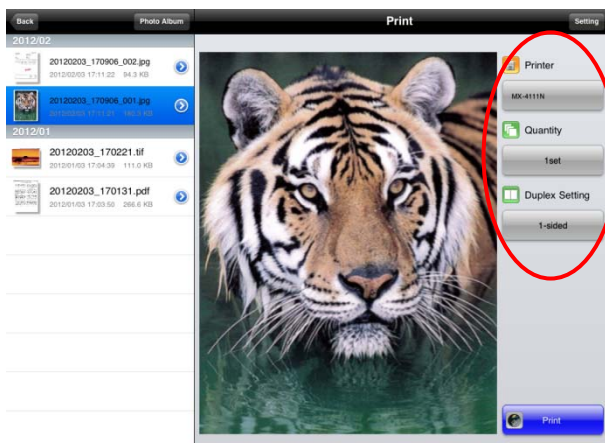 Back
Photo Album
Print
Setting
2012/02
20120203_170906_002.jpg
2012/02/03 17:11:22 94.3 KB
20120203_170906_001.jpg
2012/01
20120203_170221.tif
2012/01/03 17:04:39 111.0 KB
20120203_170131.pdf
2012/01/03 17:03:50 266.6 KB
Printer
MX-4111N
Quantity
1set
Duplex Setting
1-sided
Print